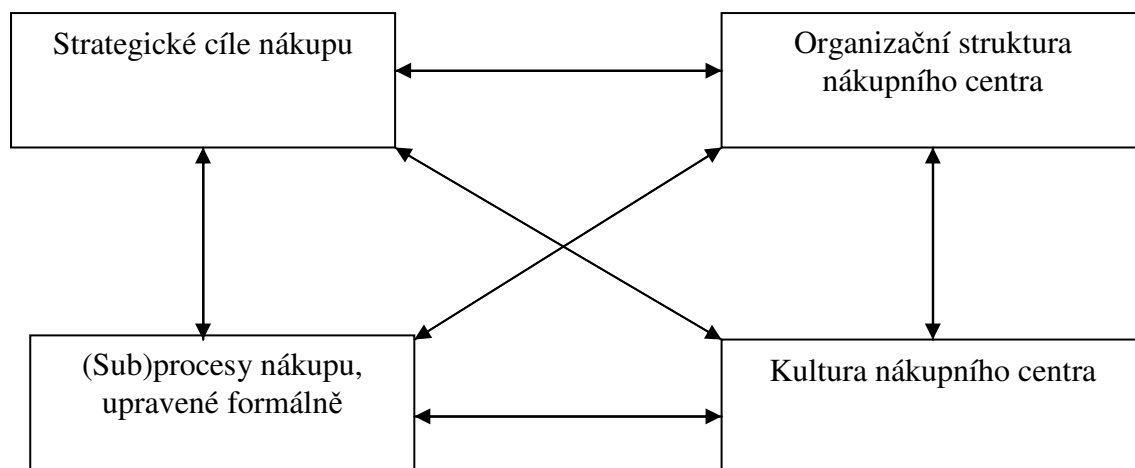 Strategické cíle nákupu
Organizační struktura
nákupního centra
(Sub)procesy nákupu,
upravené formálně
Kultura nákupního centra